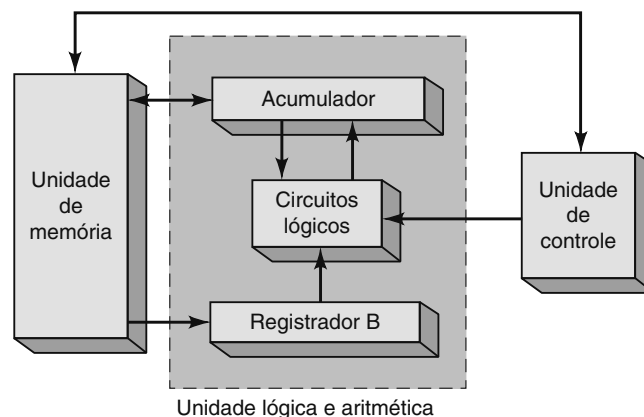 Acumulador
Unidade
de
memória
Circuitos
lógicos
Unidade
de
controle
Registrador B
Unidade lógica e aritmética